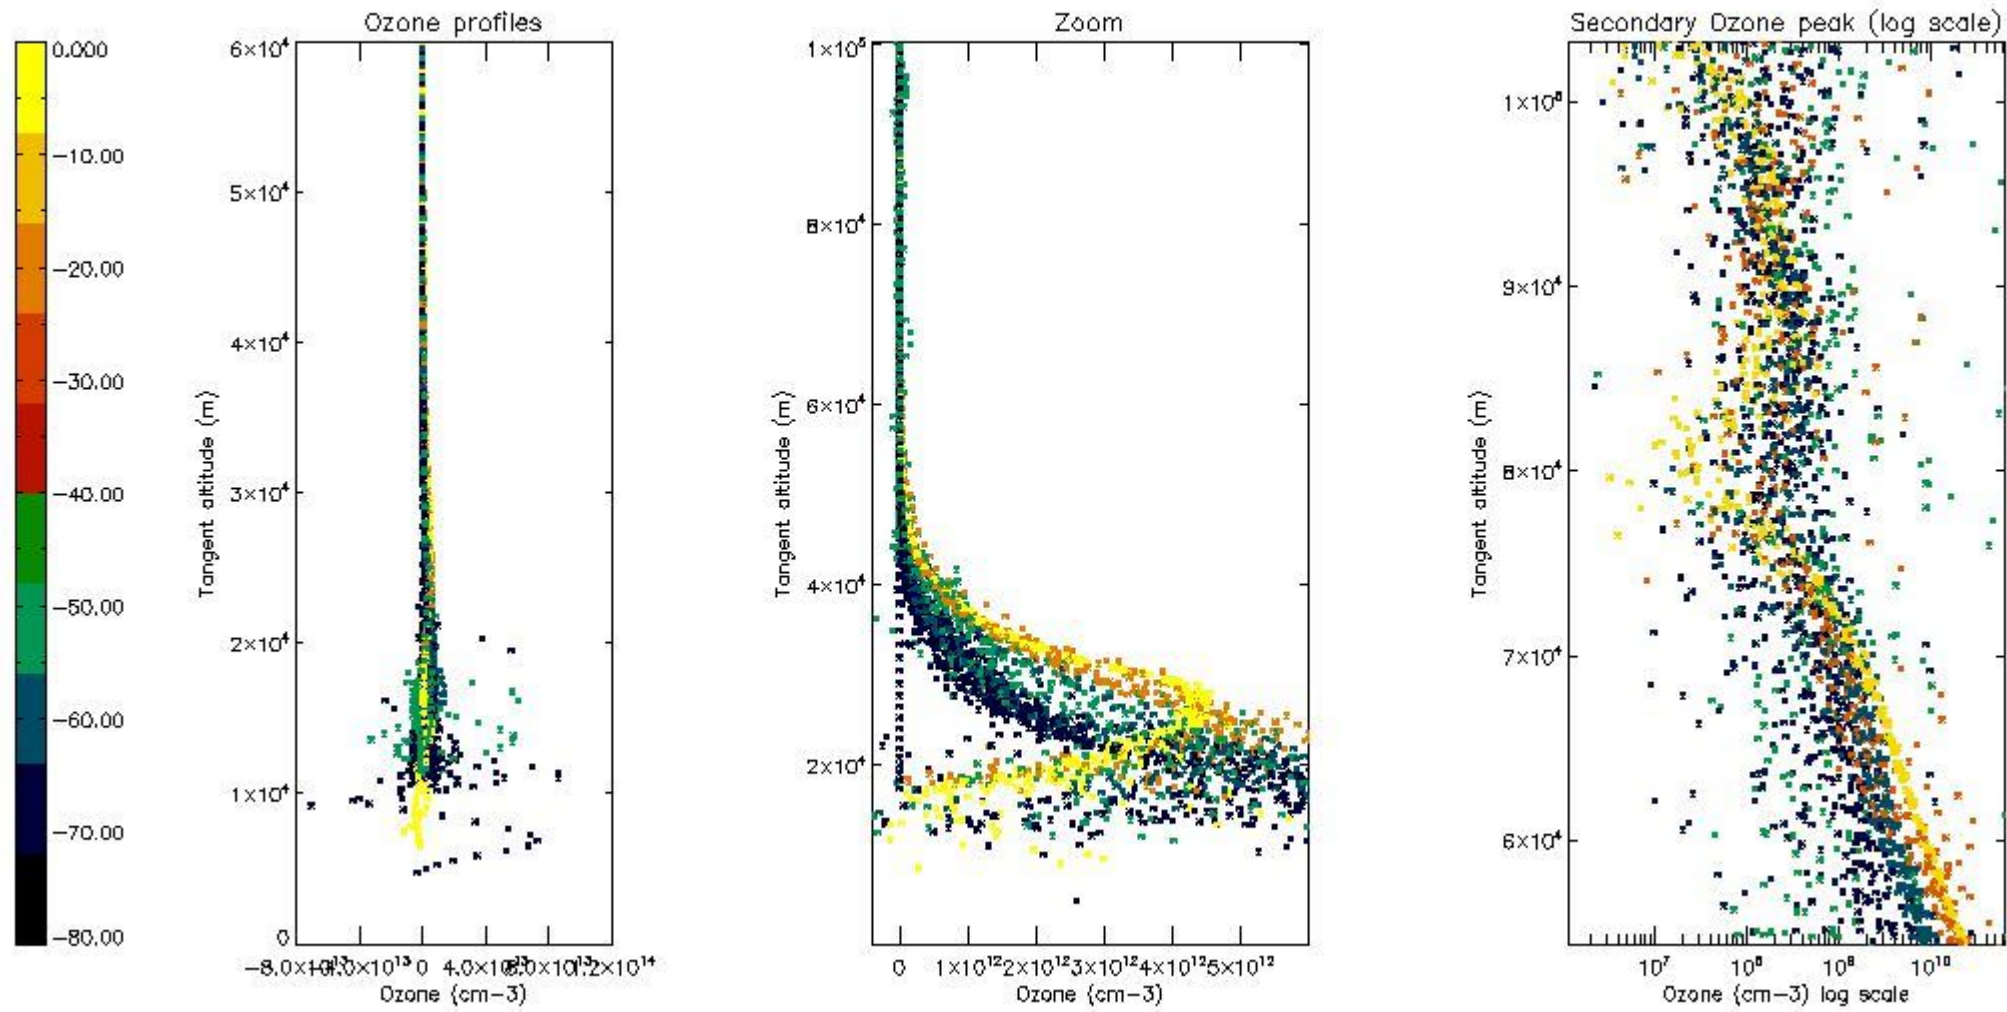 Ozone profiles
Zoom
Secondary Ozone peak (log scale)
0.000
−10.00
−20.00
−30.00
−40.00
−50.00
−60.00
−70.00
−80.00
6×10⁴
5×10⁴
4×10⁴
3×10⁴
2×10⁴
1×10⁴
0
Tangent altitude (m)
0
Ozone (cm−3)
1×10⁵
8×10⁴
6×10⁴
4×10⁴
2×10⁴
Tangent altitude (m)
0 1×10¹² 2×10¹² 3×10¹² 4×10¹² 5×10¹²
Ozone (cm−3)
1×10⁵
9×10⁴
8×10⁴
7×10⁴
6×10⁴
Tangent altitude (m)
10⁷ 10⁸ 10⁹ 10¹⁰
Ozone (cm−3) log scale